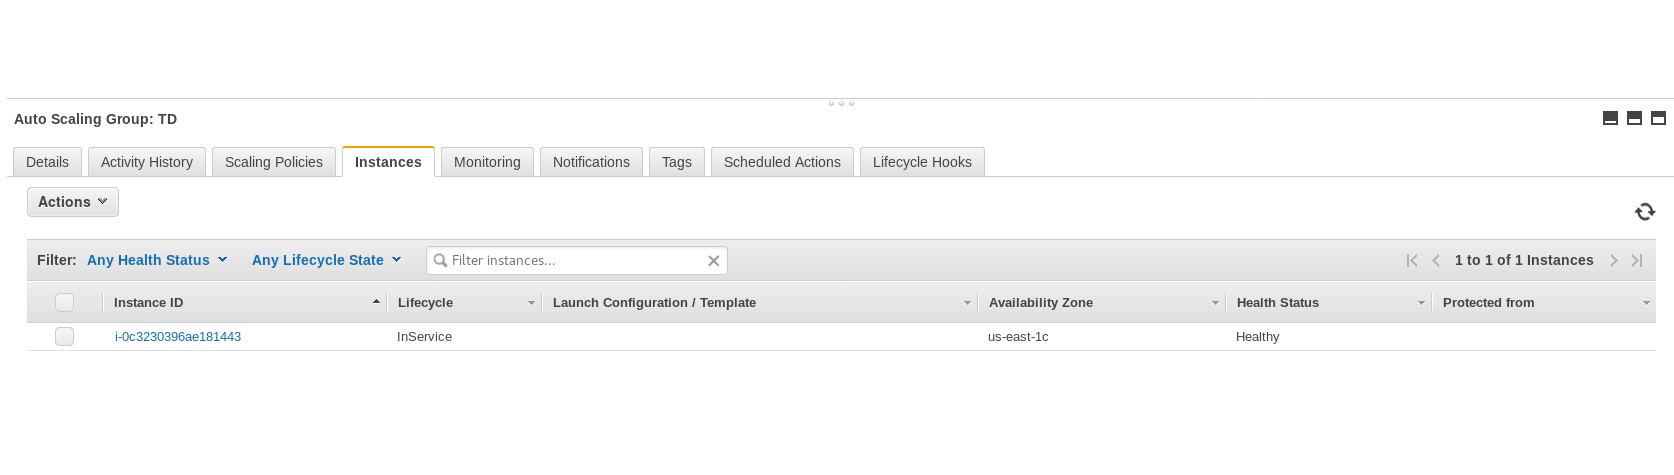 Auto Scaling Group: TD
Details Activity History Scaling Policies Instances Monitoring Notifications Tags Scheduled Actions Lifecycle Hooks
Actions
Filter: Any Health Status Any Lifecycle State Filter instances... 1 to 1 of 1 Instances
Instance ID Lifecycle Launch Configuration / Template Availability Zone Health Status Protected from
i-0c3230396ae181443 InService us-east-1c Healthy